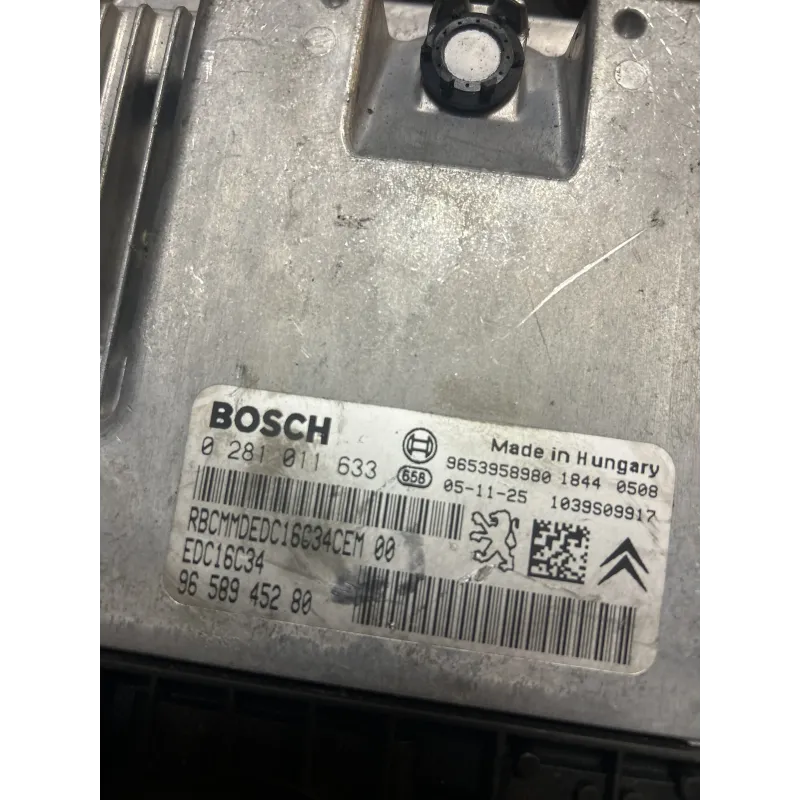 BOSCH
0 281 011 633
658
Made in Hungary
9653958980 1844 0508
05-11-25 1039S09917
RBCMMDEDC16C34CEM 00
EDC16C34
96 589 452 80